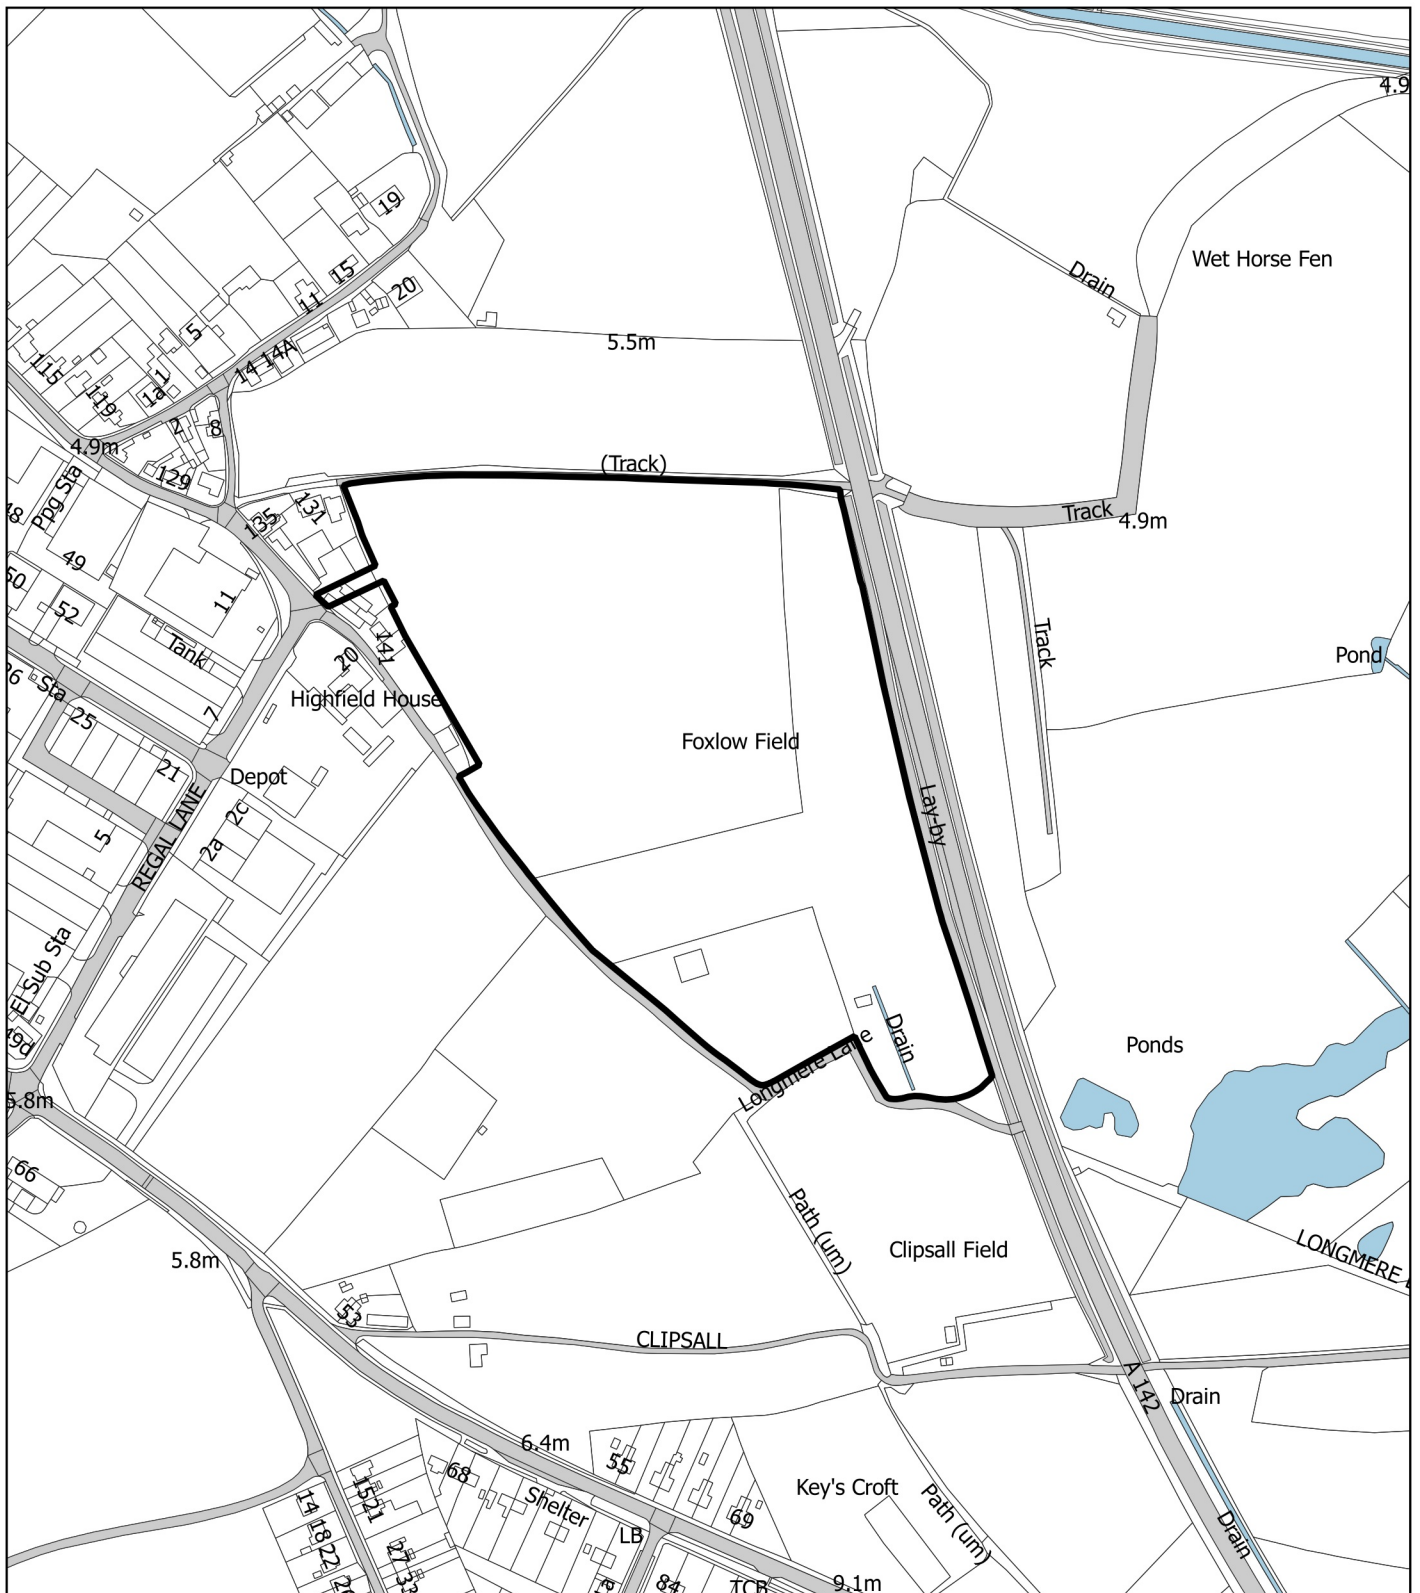 4.9
19
Wet Horse Fen
Drain
15
20
11
5
5.5m
14A
14
115
1
1a
119
2
8
4.9m
(Track)
129
Ppg Sta
131
135
1
48
Track
4.9m
49
50
52
11
Track
141
Tank
20
Pond
26
Sta
Highfield House
25
7
Foxlow Field
21
Depot
Lay-by
REGAL LANE
2c
5
2a
El Sub Sta
49d
Drain
Longmere Lane
Ponds
5.8m
66
Path (um)
Clipsall Field
LONGMERE
5.8m
53
CLIPSALL
A 142
Drain
6.4m
55
68
Key's Croft
Path (um)
14
15
21
Shelter
69
18
LB
Drain
22
27
33
84
TCB
9.1m